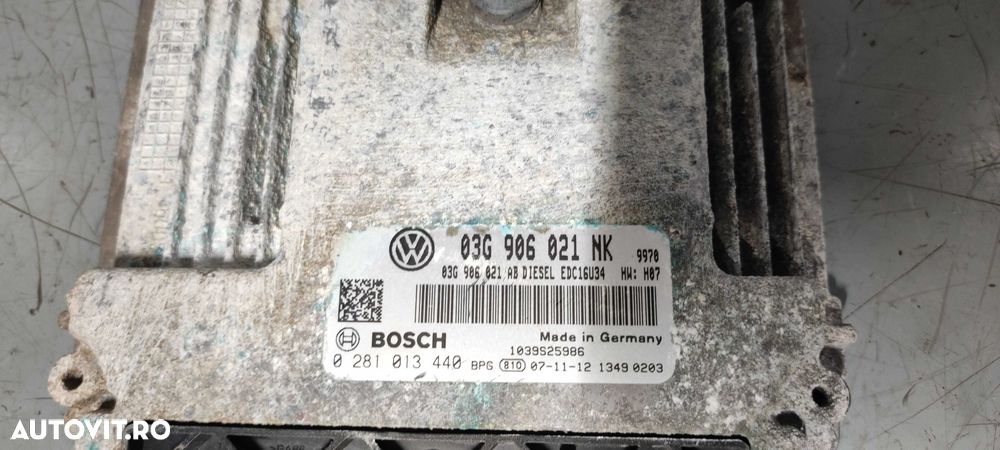 03G 906 021 NK 9970
03G 906 021 AB DIESEL EDC16U34 HW: H07
BOSCH Made in Germany
1039S25986
0 281 013 440 BPG 810 07-11-12 1349 0203
AUTOVIT.RO